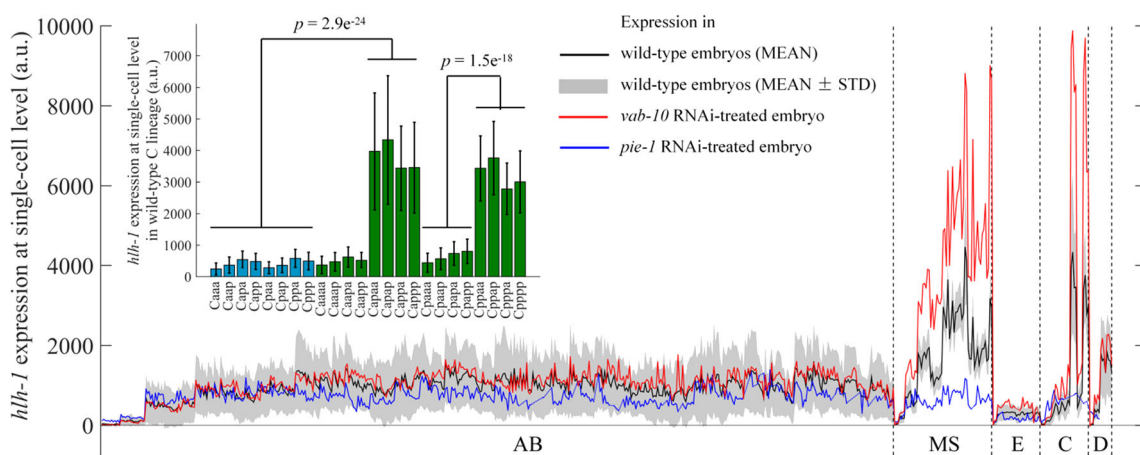 hlh-1 expression at single-cell level (a.u.)
10000
8000
6000
4000
2000
0
hlh-1 expression at single-cell level
in wild-type C lineage (a.u.)
7000
6000
5000
4000
3000
2000
1000
0
p = 2.9e-24
p = 1.5e-18
Caaa
Caap
Capa
Capp
Cpaa
Cpap
Cppa
Cppp
Caaaa
Caaap
Caapa
Caapp
Capaa
Capap
Cappa
Cappp
Cpaaa
Cpaap
Cpapa
Cpapp
Cppaa
Cppap
Cpppa
Cpppp
Expression in
wild-type embryos (MEAN)
wild-type embryos (MEAN ± STD)
vab-10 RNAi-treated embryo
pie-1 RNAi-treated embryo
AB MS E C D